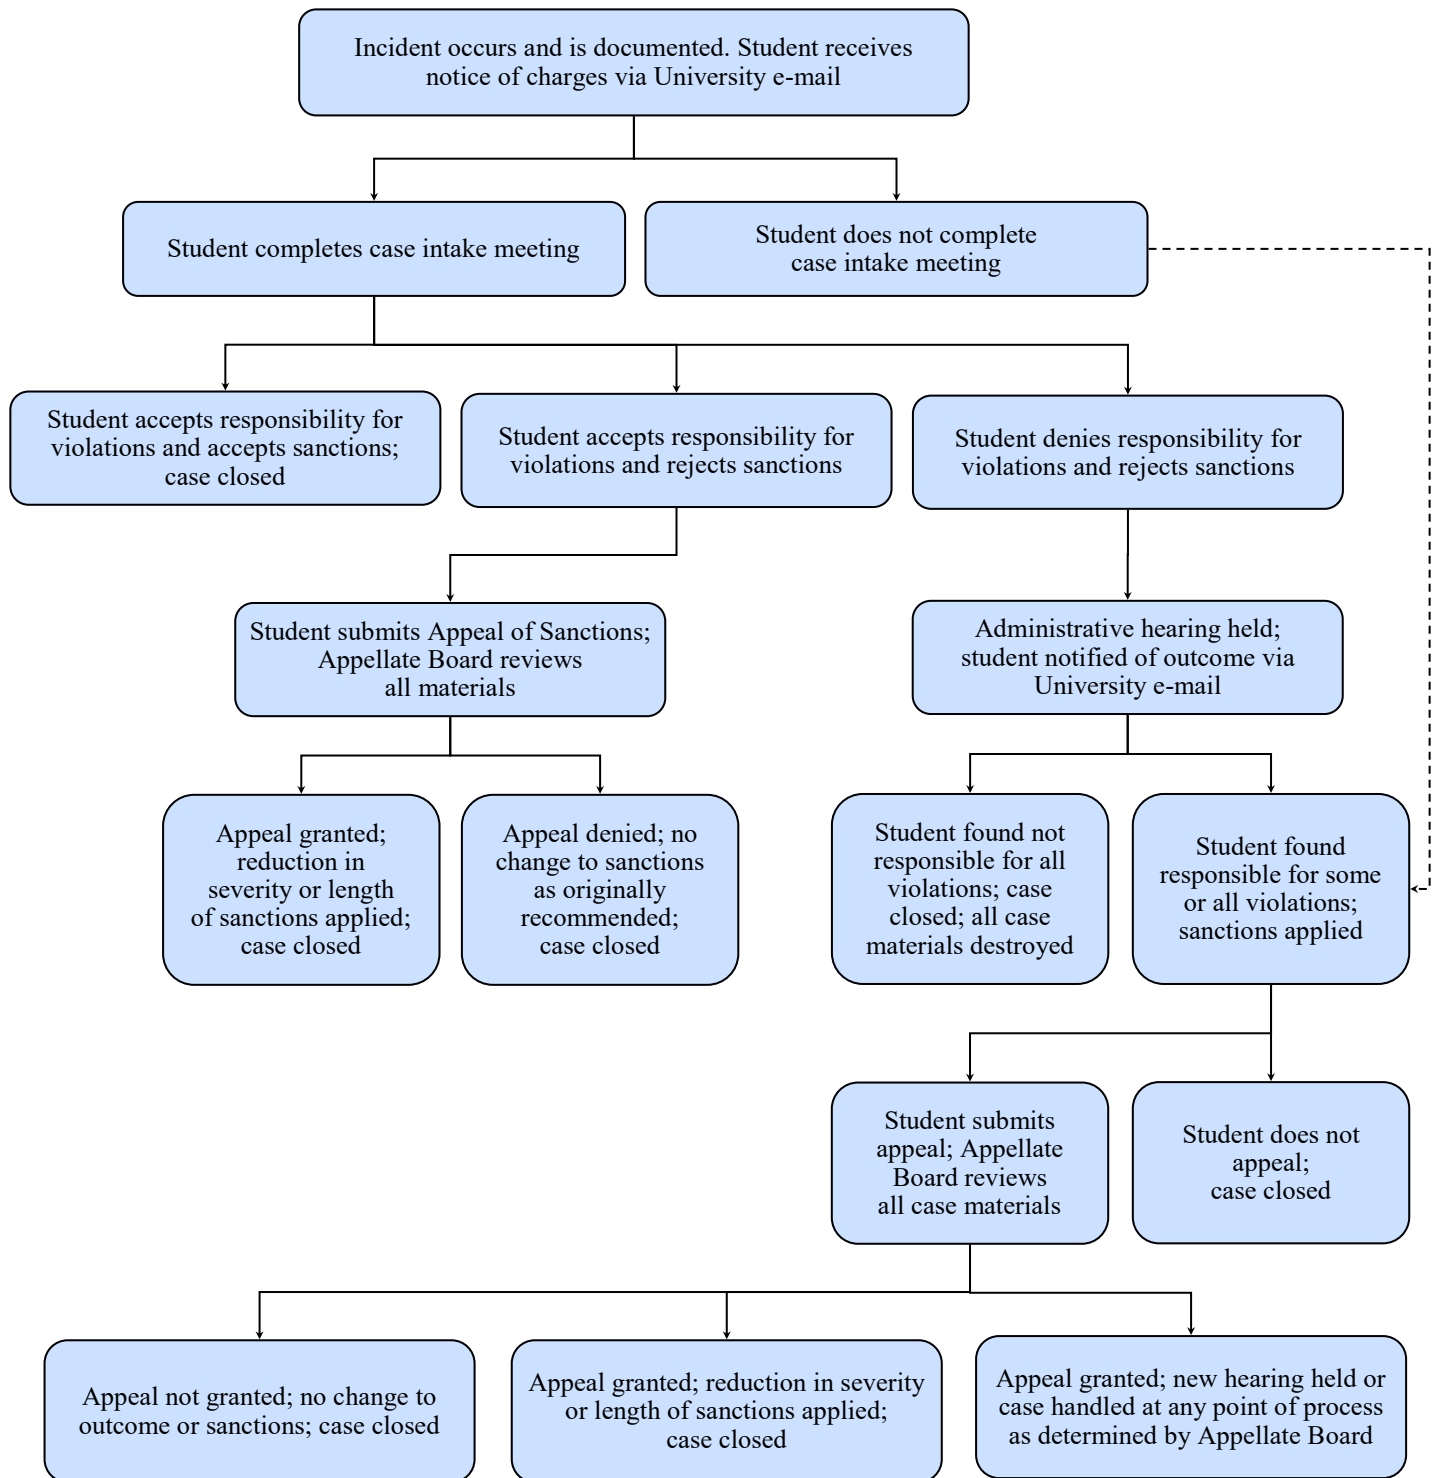 Incident occurs and is documented. Student receives
notice of charges via University e-mail
Student completes case intake meeting
Student does not complete
case intake meeting
Student accepts responsibility for
violations and accepts sanctions;
case closed
Student accepts responsibility for
violations and rejects sanctions
Student denies responsibility for
violations and rejects sanctions
Student submits Appeal of Sanctions;
Appellate Board reviews
all materials
Administrative hearing held;
student notified of outcome via
University e-mail
Appeal granted;
reduction in
severity or length
of sanctions applied;
case closed
Appeal denied; no
change to sanctions
as originally
recommended;
case closed
Student found not
responsible for all
violations; case
closed; all case
materials destroyed
Student found
responsible for some
or all violations;
sanctions applied
Student submits
appeal; Appellate
Board reviews
all case materials
Student does not
appeal;
case closed
Appeal not granted; no change to
outcome or sanctions; case closed
Appeal granted; reduction in severity
or length of sanctions applied;
case closed
Appeal granted; new hearing held or
case handled at any point of process
as determined by Appellate Board